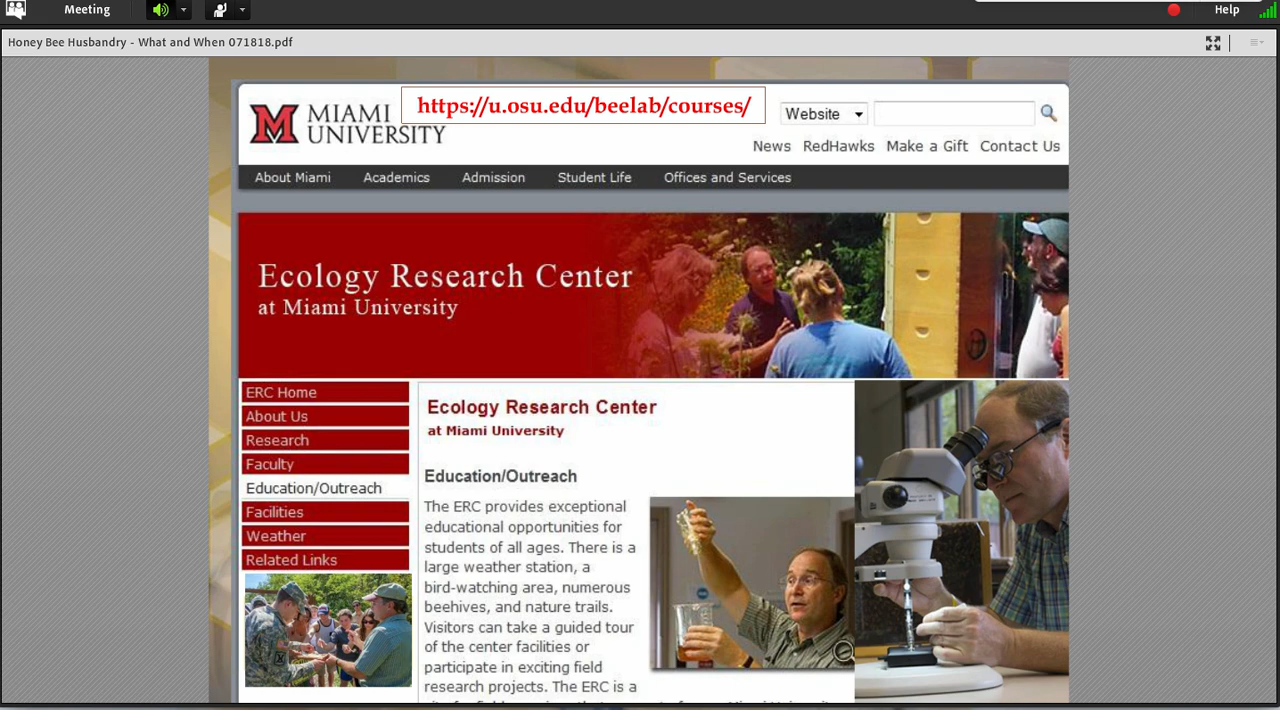 Meeting
Help
Honey Bee Husbandry - What and When 071818.pdf
https://u.osu.edu/beelab/courses/
MIAMI
UNIVERSITY
Website
News RedHawks Make a Gift Contact Us
About Miami Academics Admission Student Life Offices and Services
Ecology Research Center
at Miami University
ERC Home
About Us
Research
Faculty
Education/Outreach
Facilities
Weather
Related Links
Ecology Research Center
at Miami University
Education/Outreach
The ERC provides exceptional
educational opportunities for
students of all ages. There is a
large weather station, a
bird-watching area, numerous
beehives, and nature trails.
Visitors can take a guided tour
of the center facilities or
participate in exciting field
research projects. The ERC is a